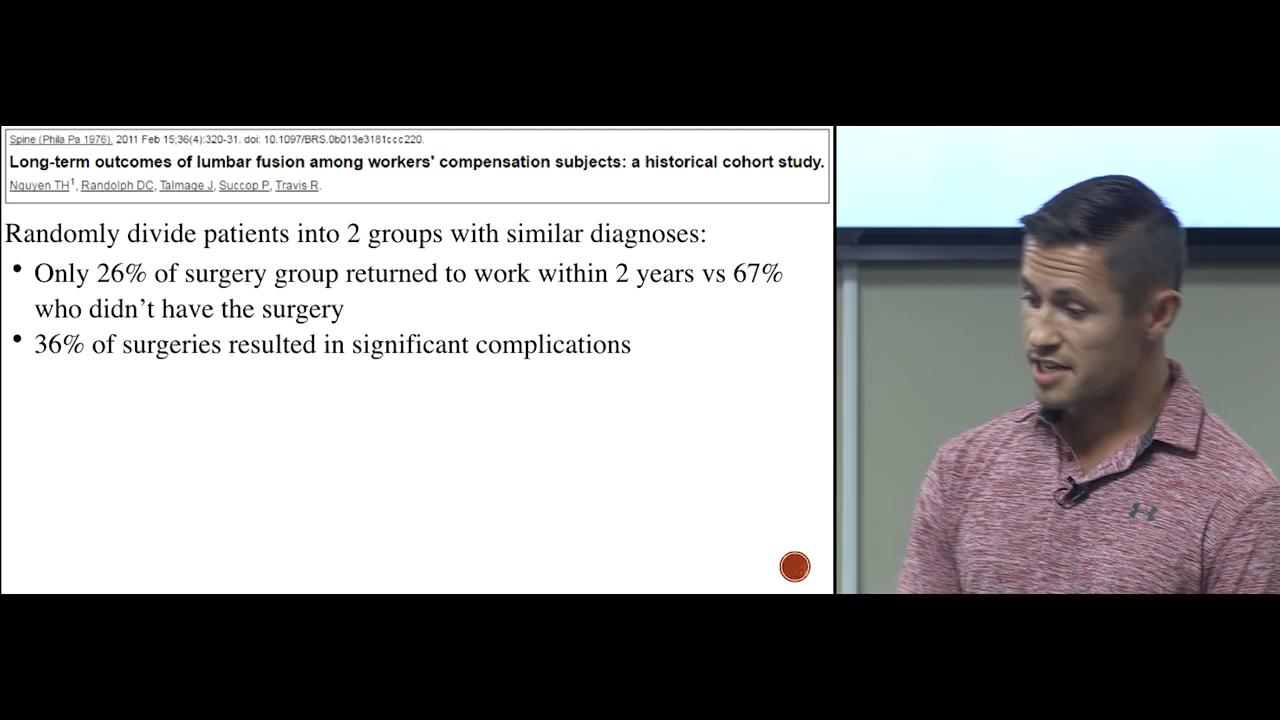 Spine (Phila Pa 1976). 2011 Feb 15;36(4):320-31. doi: 10.1097/BRS.0b013e3181ccc220.
Long-term outcomes of lumbar fusion among workers' compensation subjects: a historical cohort study.
Nguyen TH1, Randolph DC, Talmage J, Succop P, Travis R.
Randomly divide patients into 2 groups with similar diagnoses:
• Only 26% of surgery group returned to work within 2 years vs 67%
who didn't have the surgery
• 36% of surgeries resulted in significant complications